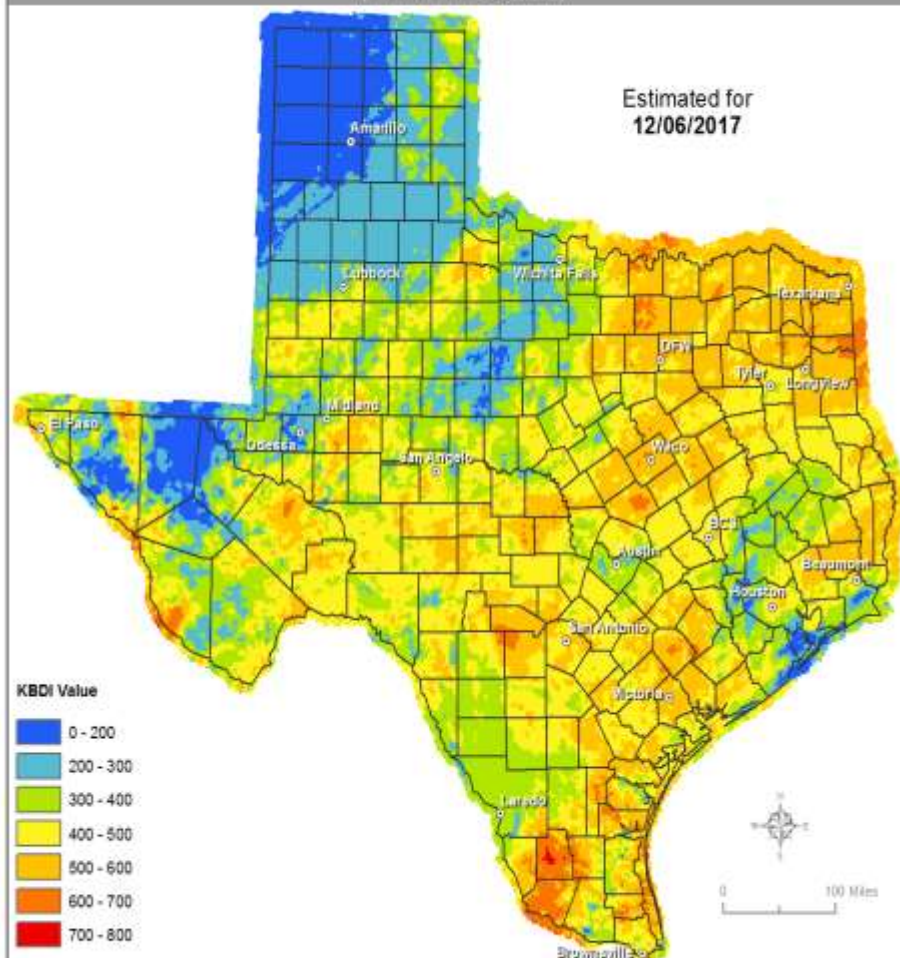 Estimated for
12/06/2017
Amarillo
Lubbock
Wichita Falls
Texarkana
DFW
Tyler
Longview
El Paso
Midland
Odessa
San Angelo
Waco
BCS
Austin
Beaumont
Houston
San Antonio
Victoria
KBDI Value
0 - 200
200 - 300
300 - 400
400 - 500
500 - 600
600 - 700
700 - 800
Laredo
0 100 Miles
Brownsville